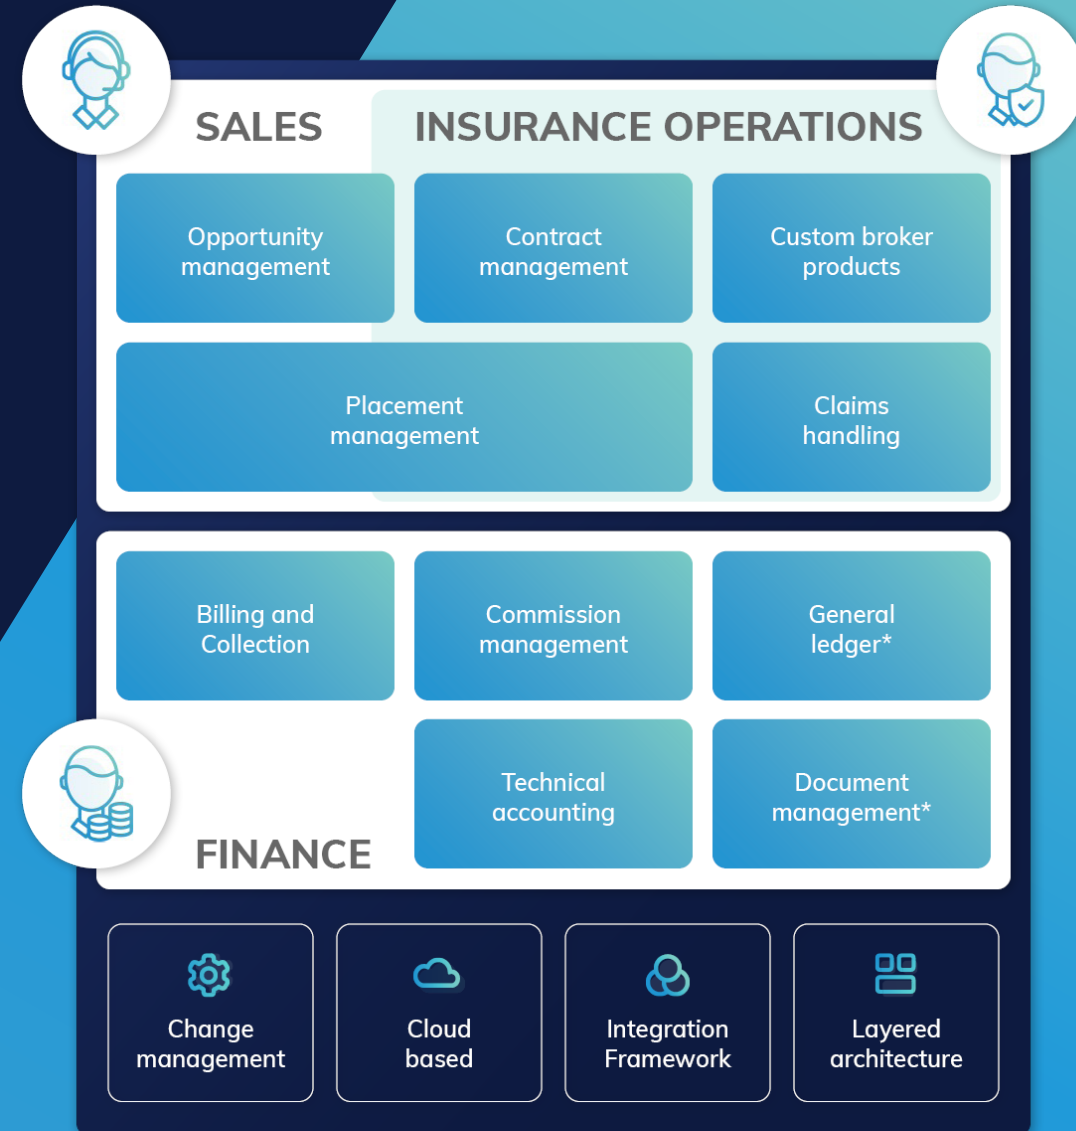 SALES
INSURANCE OPERATIONS
Opportunity
management
Contract
management
Custom broker
products
Placement
management
Claims
handling
Billing and
Collection
Commission
management
General
ledger*
Technical
accounting
Document
management*
FINANCE
Change
management
Cloud
based
Integration
Framework
Layered
architecture